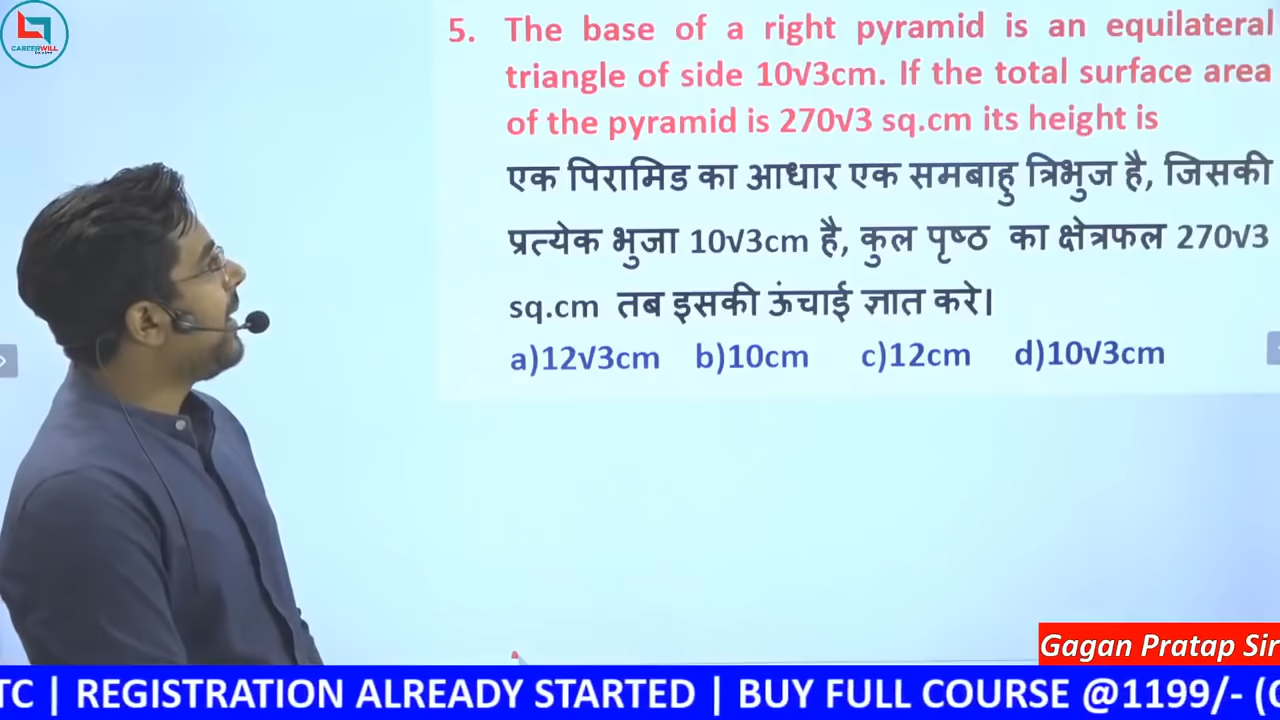 CAREERWILL
5. The base of a right pyramid is an equilateral
triangle of side 10√3cm. If the total surface area
of the pyramid is 270√3 sq.cm its height is
एक पिरामिड का आधार एक समबाहु त्रिभुज है, जिसकी
प्रत्येक भुजा 10√3cm है, कुल पृष्ठ का क्षेत्रफल 270√3
sq.cm तब इसकी ऊंचाई ज्ञात करे।
a)12√3cm b)10cm c)12cm d)10√3cm
Gagan Pratap Sir
TC | REGISTRATION ALREADY STARTED | BUY FULL COURSE @1199/- (